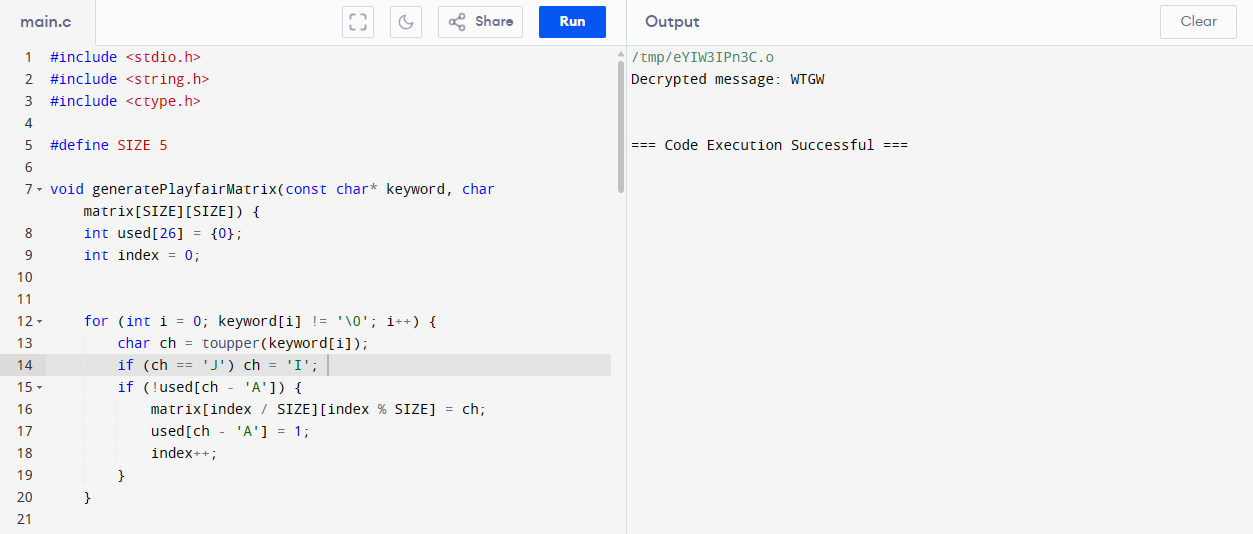 main.c
Share
Run
Output
Clear
1 #include <stdio.h>
2 #include <string.h>
3 #include <ctype.h>
4
5 #define SIZE 5
6
7 void generatePlayfairMatrix(const char* keyword, char
matrix[SIZE][SIZE]) {
8 int used[26] = {0};
9 int index = 0;
10
11
12 for (int i = 0; keyword[i] != '\0'; i++) {
13 char ch = toupper(keyword[i]);
14 if (ch == 'J') ch = 'I';
15 if (!used[ch - 'A']) {
16 matrix[index / SIZE][index % SIZE] = ch;
17 used[ch - 'A'] = 1;
18 index++;
19 }
20 }
21
/tmp/eYIW3IPn3C.o
Decrypted message: WTGW
=== Code Execution Successful ===